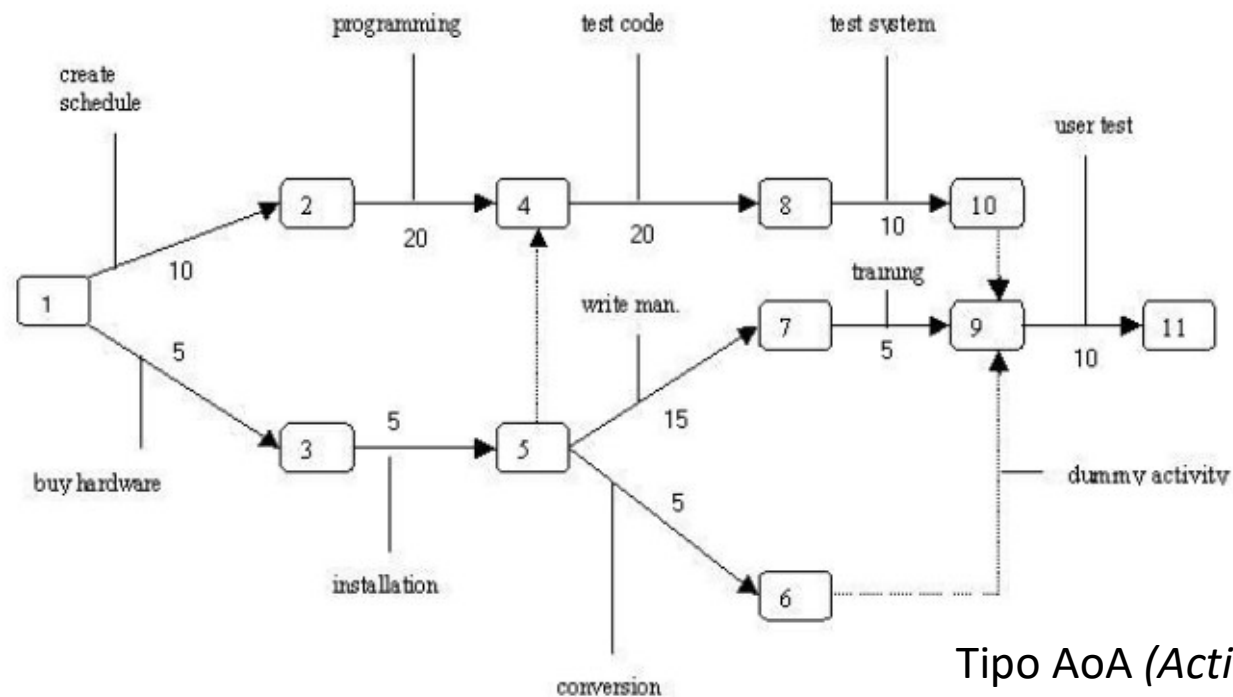 programming
test code
test system
create
schedule
user test
2
4
8
10
20
20
10
10
training
1
write man.
7
9
11
5
5
10
5
15
3
5
buy hardware
dummy activity
5
installation
6
conversion
Tipo AoA (Acti